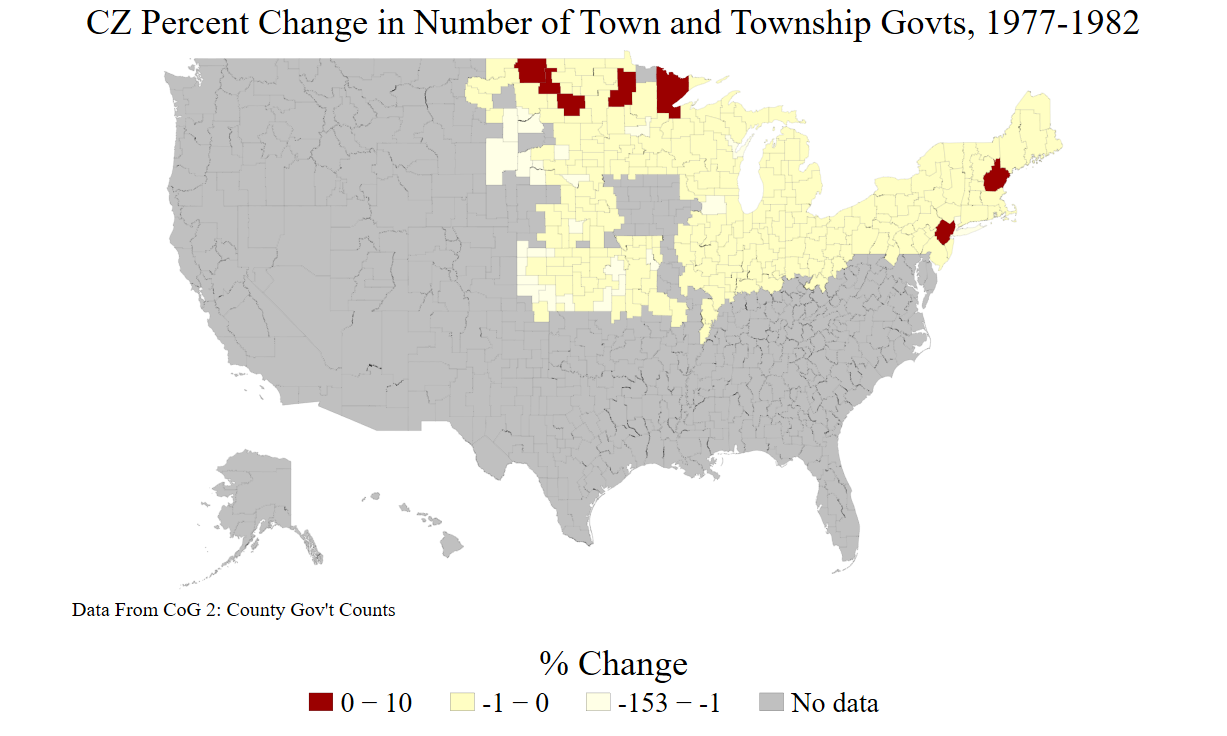 CZ Percent Change in Number of Town and Township Govts, 1977-1982
Data From CoG 2: County Gov't Counts
% Change
0 − 10 -1 − 0 -153 − -1 No data